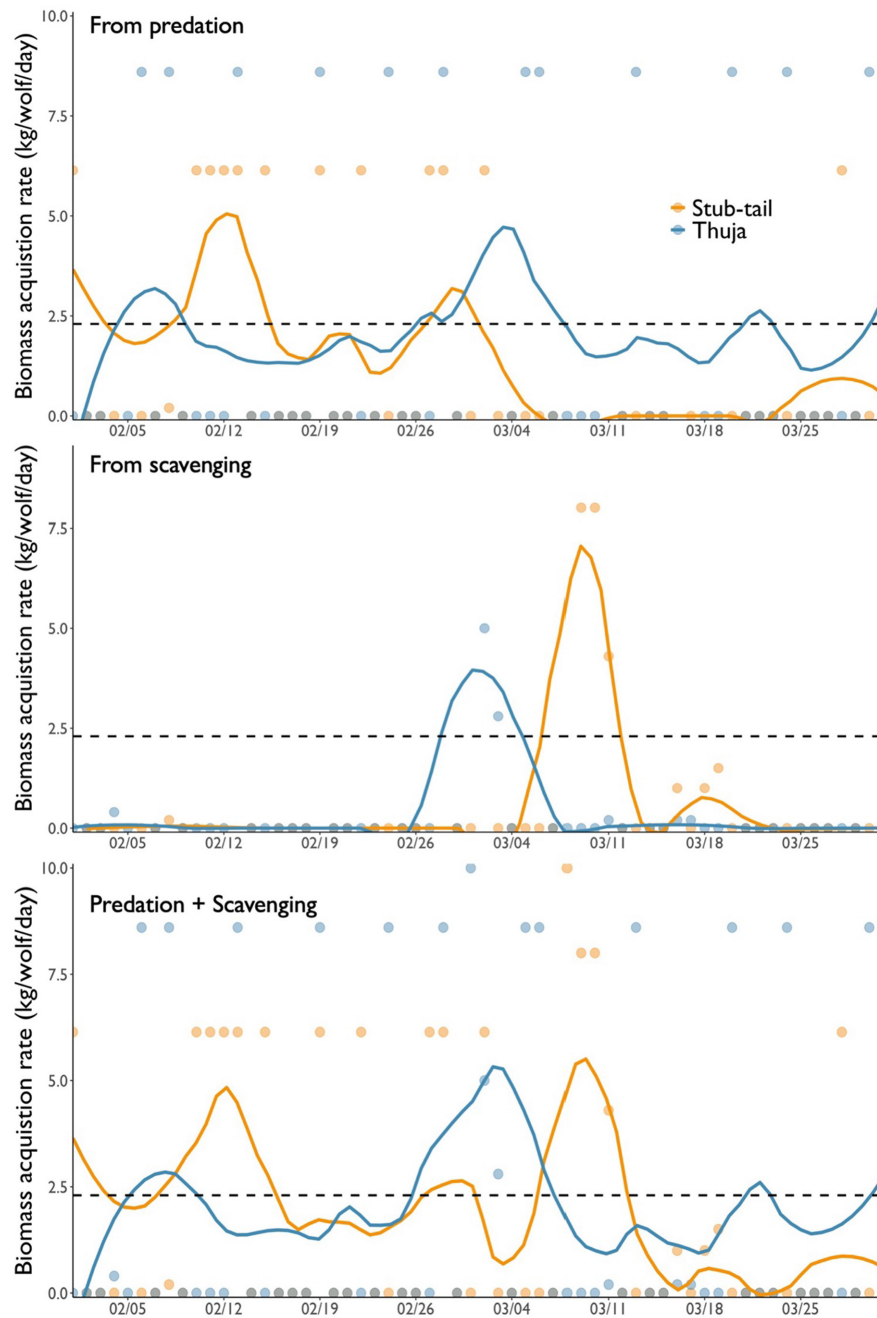 From predation
Biomass acquistion rate (kg/wolf/day)
10.0
7.5
5.0
2.5
0.0
Stub-tail
Thuja
02/05 02/12 02/19 02/26 03/04 03/11 03/18 03/25
From scavenging
Biomass acquistion rate (kg/wolf/day)
7.5
5.0
2.5
0.0
02/05 02/12 02/19 02/26 03/04 03/11 03/18 03/25
Predation + Scavenging
Biomass acquistion rate (kg/wolf/day)
10.0
7.5
5.0
2.5
0.0
02/05 02/12 02/19 02/26 03/04 03/11 03/18 03/25